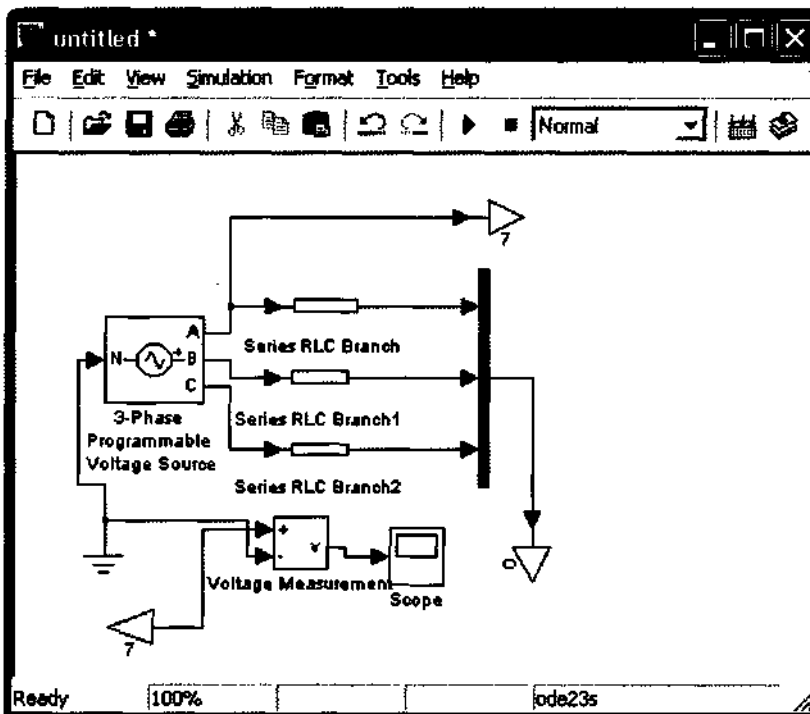 untitled *
File Edit View Simulation Format Tools Help
Normal
7
A
N B
C
3-Phase
Programmable
Voltage Source
Series RLC Branch
Series RLC Branch1
Series RLC Branch2
+
-
v
Voltage Measurement
Scope
0
7
Ready 100% ode23s